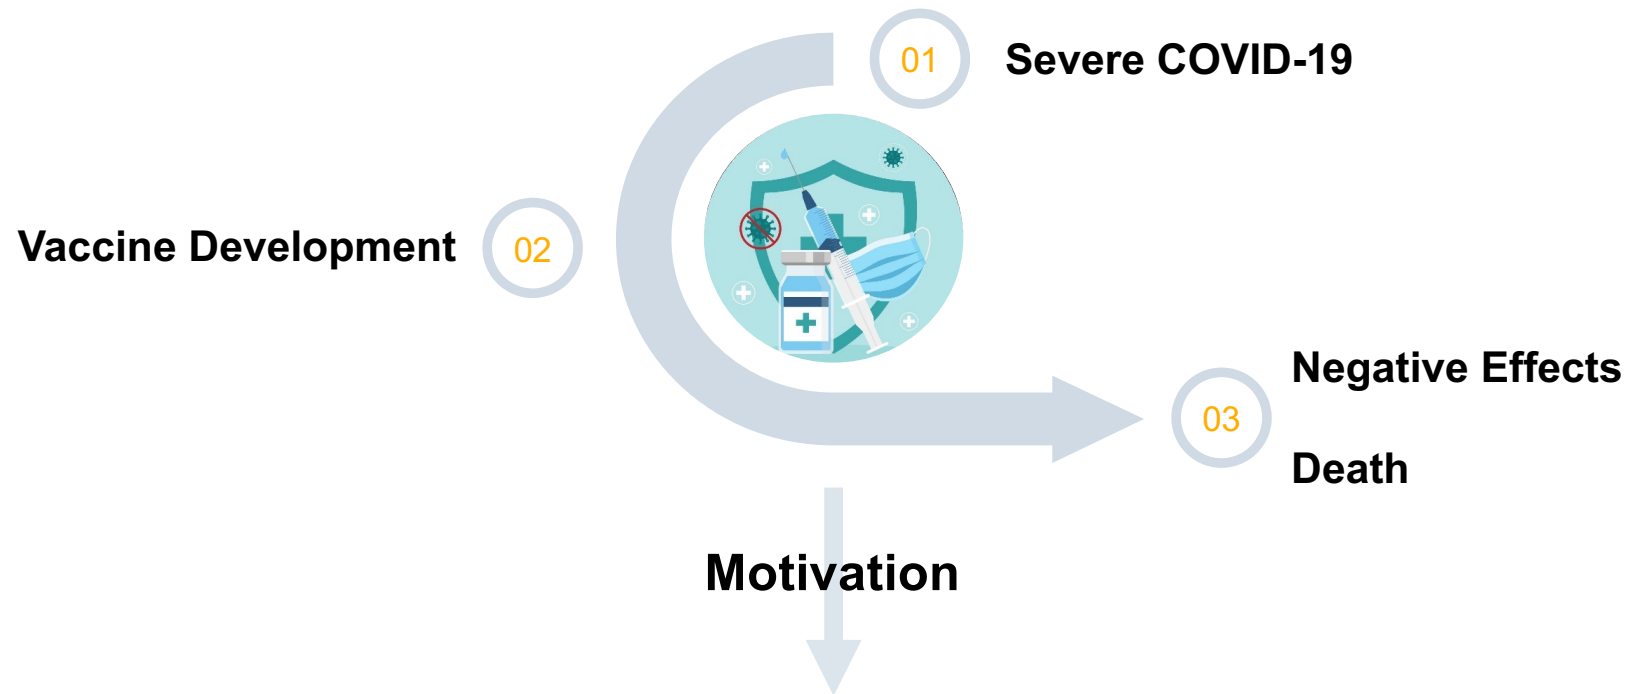 01
Severe COVID-19
Vaccine Development
02
03
Negative Effects
Death
Motivation